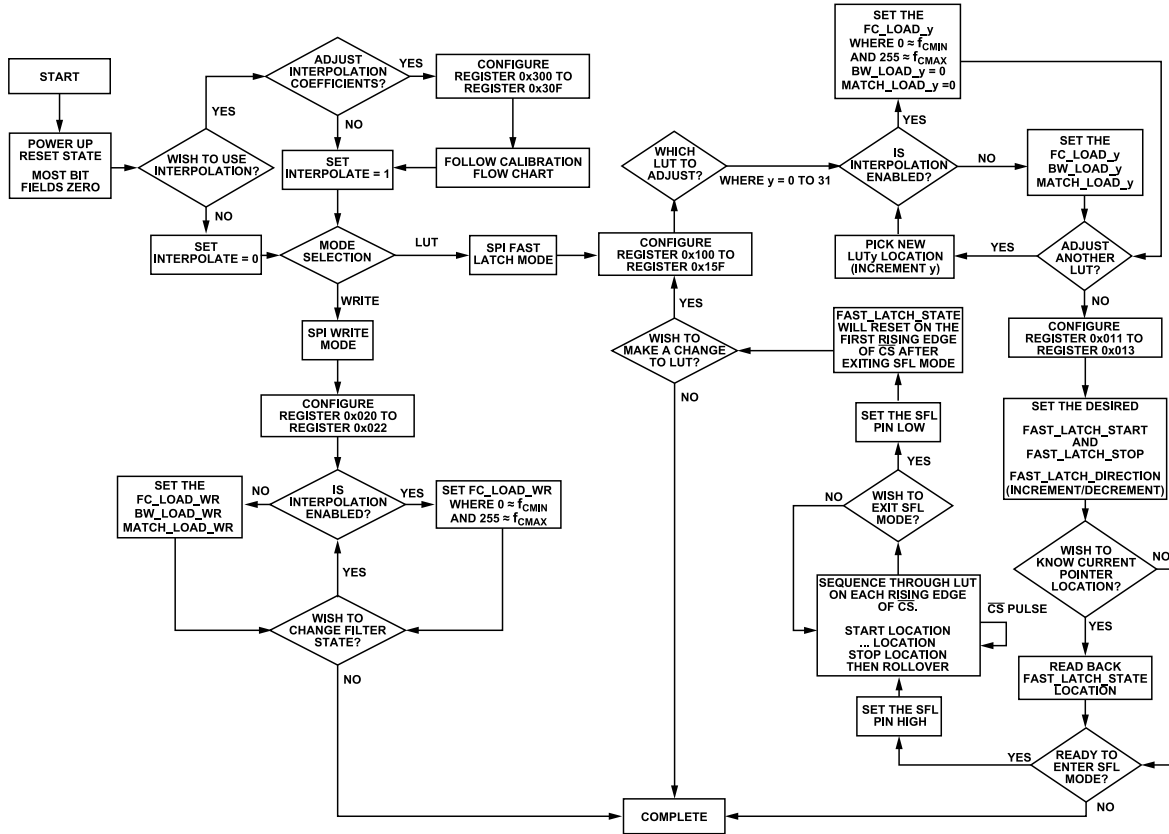 START
POWER UP
RESET STATE
MOST BIT
FIELDS ZERO
WISH TO USE
INTERPOLATION?
YES
NO
ADJUST
INTERPOLATION
COEFFICIENTS?
YES
NO
CONFIGURE
REGISTER 0x300 TO
REGISTER 0x30F
FOLLOW CALIBRATION
FLOW CHART
SET
INTERPOLATE = 1
SET
INTERPOLATE = 0
MODE
SELECTION
LUT
WRITE
SPI FAST
LATCH MODE
SPI WRITE
MODE
CONFIGURE
REGISTER 0x020 TO
REGISTER 0x022
IS
INTERPOLATION
ENABLED?
NO
YES
SET THE
FC_LOAD_WR
BW_LOAD_WR
MATCH_LOAD_WR
SET FC_LOAD_WR
WHERE 0 ≈ fCMIN
AND 255 ≈ fCMAX
YES
WISH TO
CHANGE FILTER
STATE?
NO
CONFIGURE
REGISTER 0x100 TO
REGISTER 0x15F
WHICH
LUT TO
ADJUST?
WHERE y = 0 TO 31
YES
WISH TO
MAKE A CHANGE
TO LUT?
NO
SET THE
FC_LOAD_y
WHERE 0 ≈ fCMIN
AND 255 ≈ fCMAX
BW_LOAD_y = 0
MATCH_LOAD_y =0
YES
IS
INTERPOLATION
ENABLED?
NO
SET THE
FC_LOAD_y
BW_LOAD_y
MATCH_LOAD_y
PICK NEW
LUTy LOCATION
(INCREMENT y)
YES
ADJUST
ANOTHER
LUT?
NO
CONFIGURE
REGISTER 0x011 TO
REGISTER 0x013
SET THE DESIRED
FAST_LATCH_START
AND
FAST_LATCH_STOP
FAST_LATCH_DIRECTION
(INCREMENT/DECREMENT)
WISH TO
KNOW CURRENT
POINTER
LOCATION?
NO
YES
READ BACK
FAST_LATCH_STATE
LOCATION
READY TO
ENTER SFL
MODE?
YES
NO
SET THE SFL
PIN HIGH
SEQUENCE THROUGH LUT
ON EACH RISING EDGE
OF C̅S̅.
START LOCATION
... LOCATION
STOP LOCATION
THEN ROLLOVER
C̅S̅ PULSE
WISH TO
EXIT SFL
MODE?
NO
YES
SET THE SFL
PIN LOW
FAST_LATCH_STATE
WILL RESET ON THE
FIRST RISING EDGE
OF C̅S̅ AFTER
EXITING SFL MODE
COMPLETE